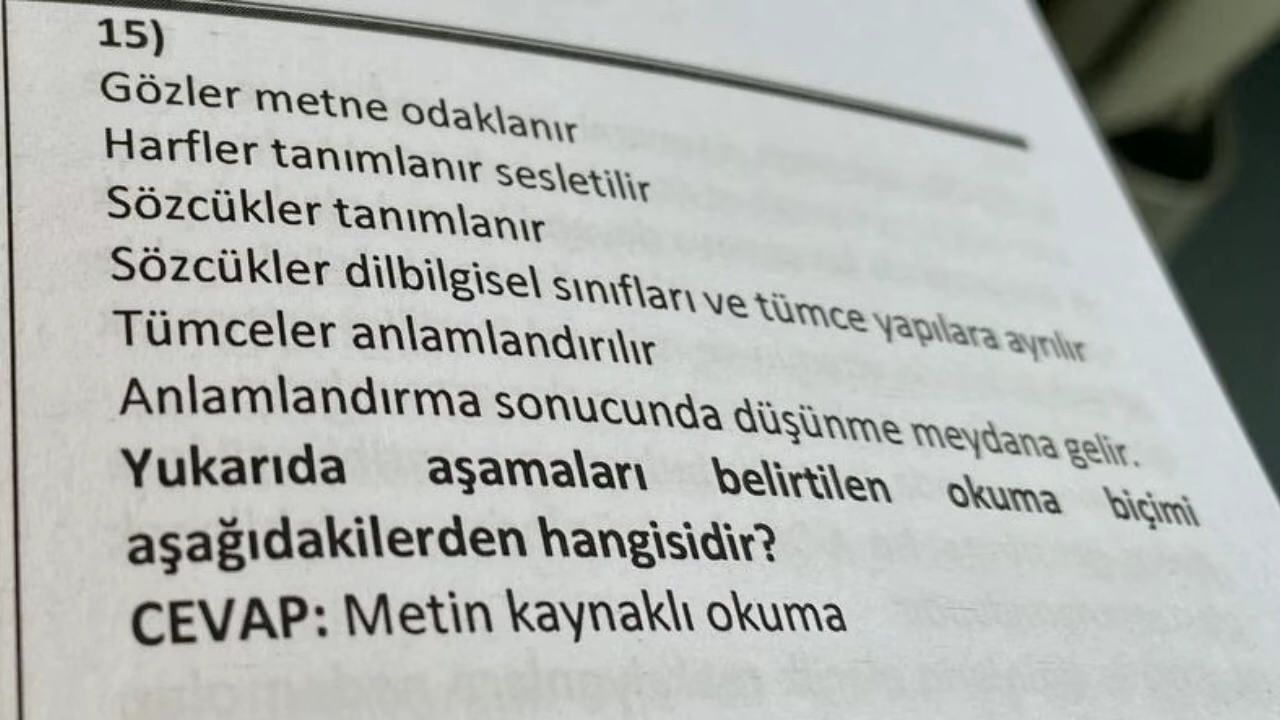 15)
Gözler metne odaklanır
Harfler tanımlanır sesletilir
Sözcükler tanımlanır
Sözcükler dilbilgisel sınıfları ve tümce yapılara ayrılır
Tümceler anlamlandırılır
Anlamlandırma sonucunda düşünme meydana gelir.
Yukarıda aşamaları belirtilen okuma biçimi
aşağıdakilerden hangisidir?
CEVAP: Metin kaynaklı okuma